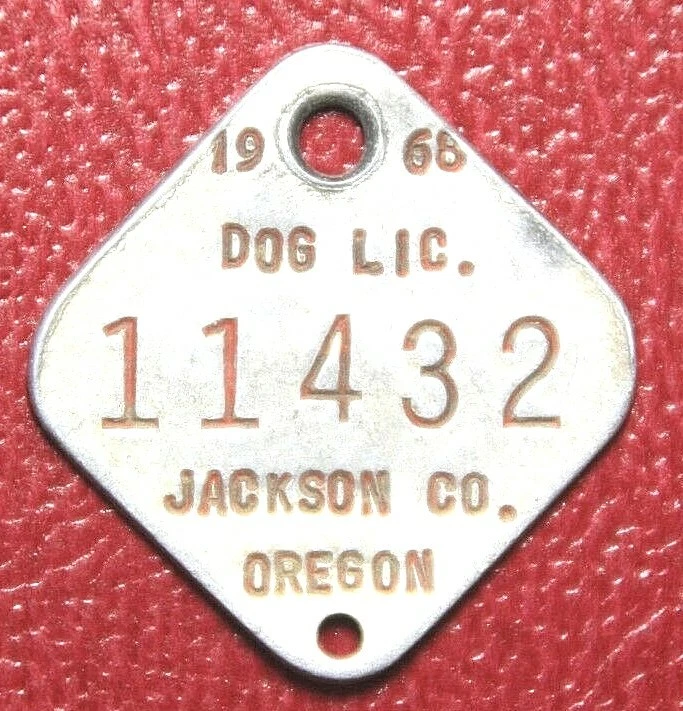 19 68
DOG LIC.
11432
JACKSON CO.
OREGON